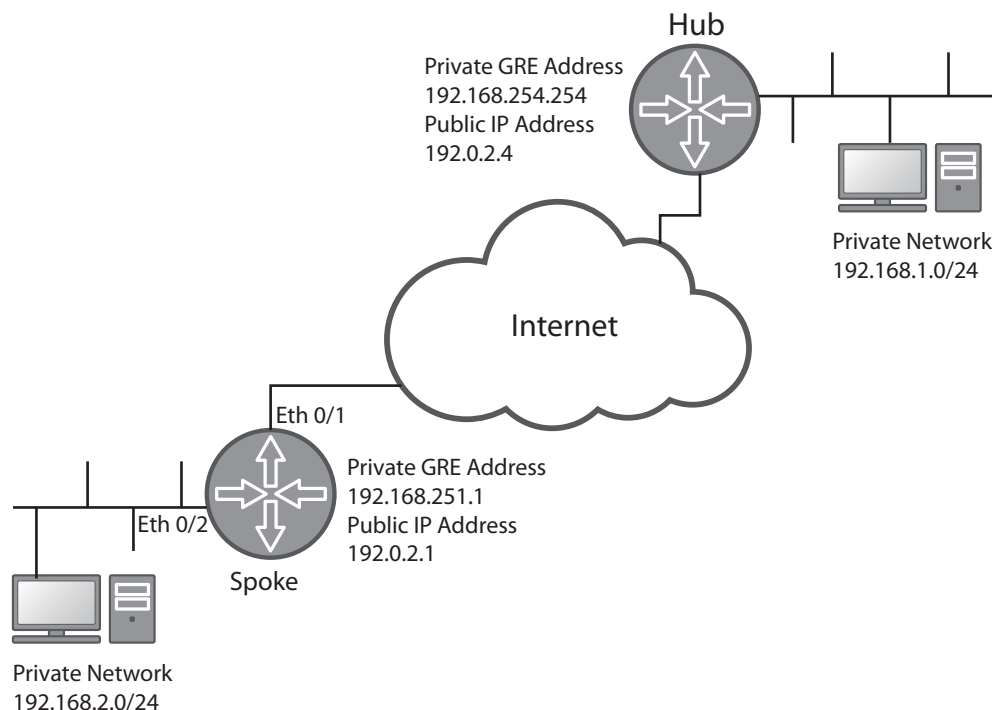 Hub
Private GRE Address
192.168.254.254
Public IP Address
192.0.2.4
Private Network
192.168.1.0/24
Internet
Eth 0/1
Private GRE Address
192.168.251.1
Public IP Address
192.0.2.1
Eth 0/2
Spoke
Private Network
192.168.2.0/24